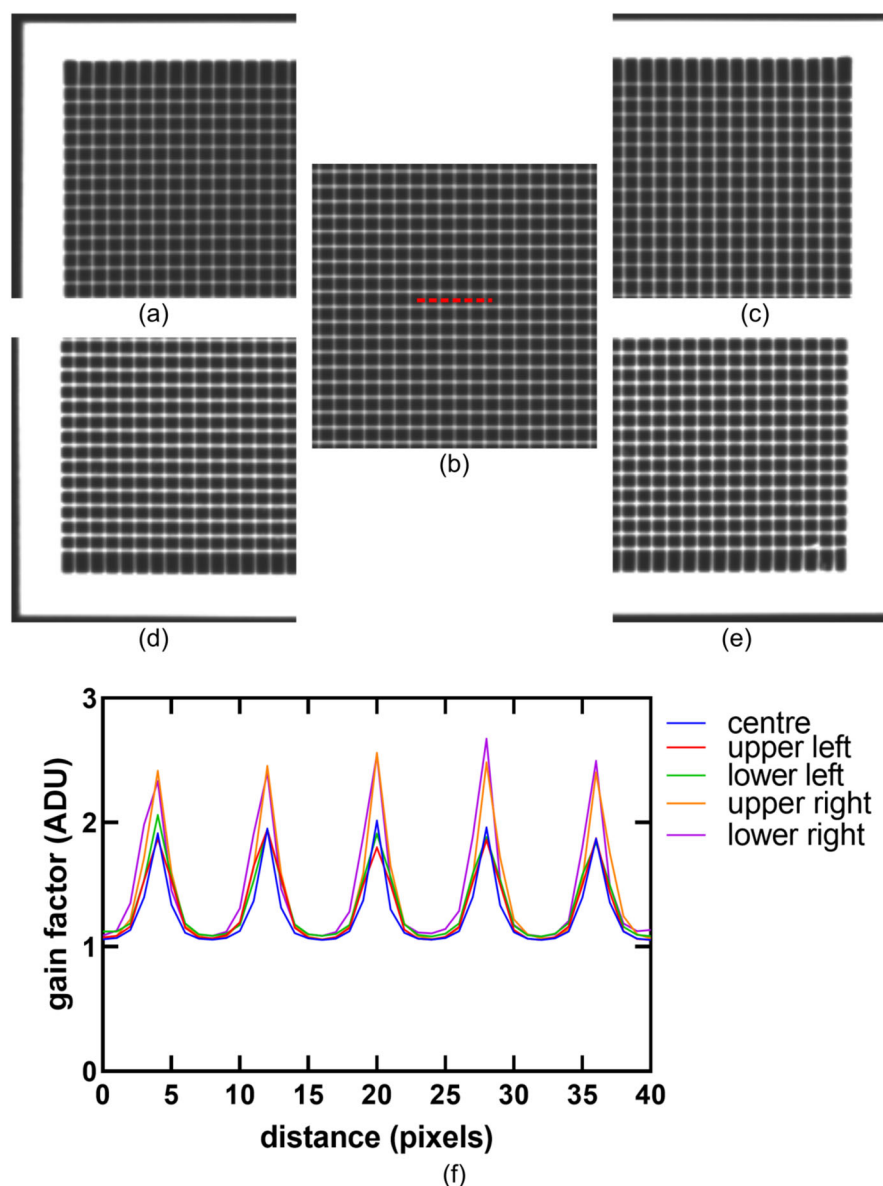 (a)
(c)
(b)
(d)
(e)
3
2
1
0
gain factor (ADU)
0 5 10 15 20 25 30 35 40
distance (pixels)
centre
upper left
lower left
upper right
lower right
(f)